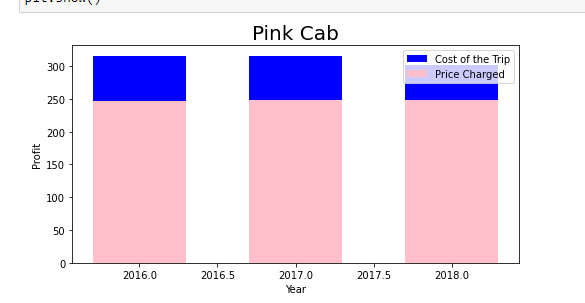 plt.show()
Pink Cab
Cost of the Trip
Price Charged
Profit
300
250
200
150
100
50
0
2016.0 2016.5 2017.0 2017.5 2018.0
Year